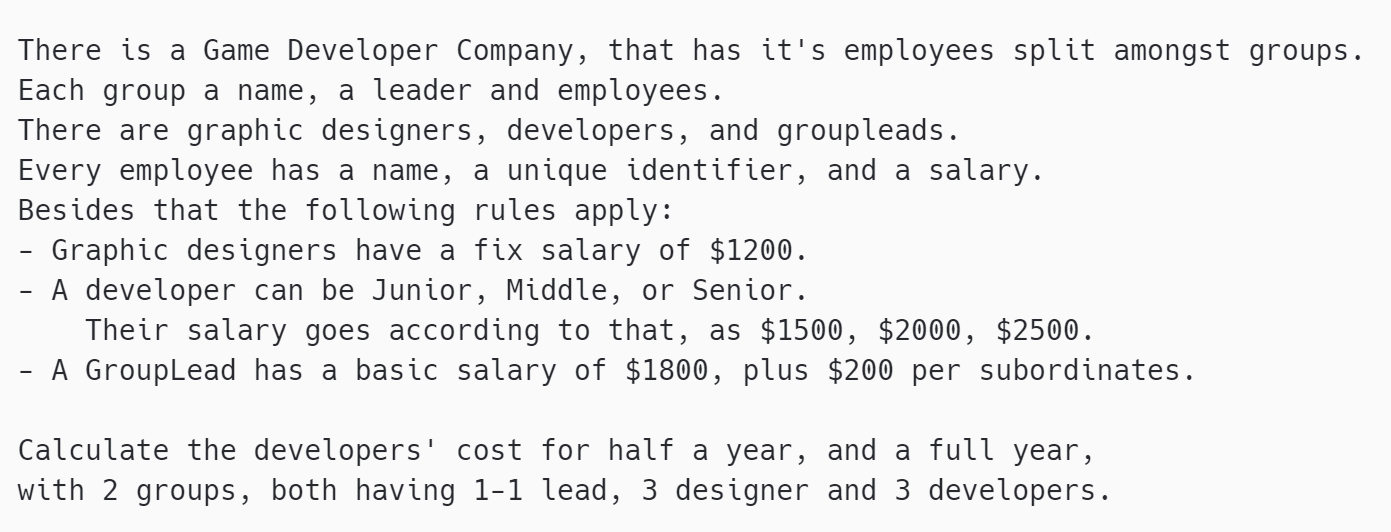 There is a Game Developer Company, that has it's employees split amongst groups.
Each group a name, a leader and employees.
There are graphic designers, developers, and groupleads.
Every employee has a name, a unique identifier, and a salary.
Besides that the following rules apply:
- Graphic designers have a fix salary of $1200.
- A developer can be Junior, Middle, or Senior.
Their salary goes according to that, as $1500, $2000, $2500.
- A GroupLead has a basic salary of $1800, plus $200 per subordinates.
Calculate the developers' cost for half a year, and a full year,
with 2 groups, both having 1-1 lead, 3 designer and 3 developers.